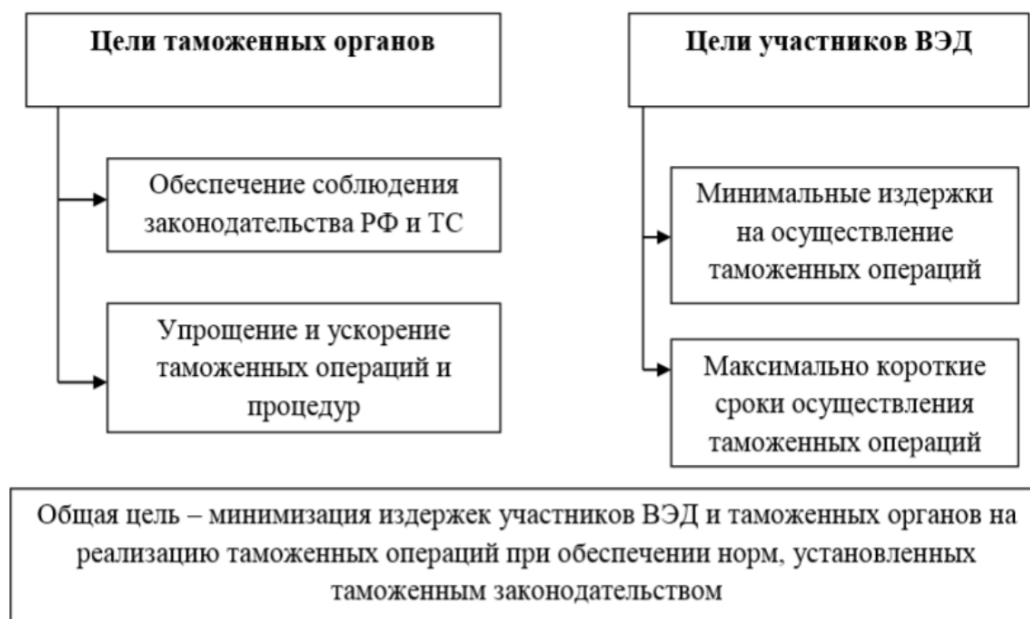 Цели таможенных органов
Обеспечение соблюдения
законодательства РФ и ТС
Упрощение и ускорение
таможенных операций и
процедур
Цели участников ВЭД
Минимальные издержки
на осуществление
таможенных операций
Максимально короткие
сроки осуществления
таможенных операций
Общая цель – минимизация издержек участников ВЭД и таможенных органов на
реализацию таможенных операций при обеспечении норм, установленных
таможенным законодательством